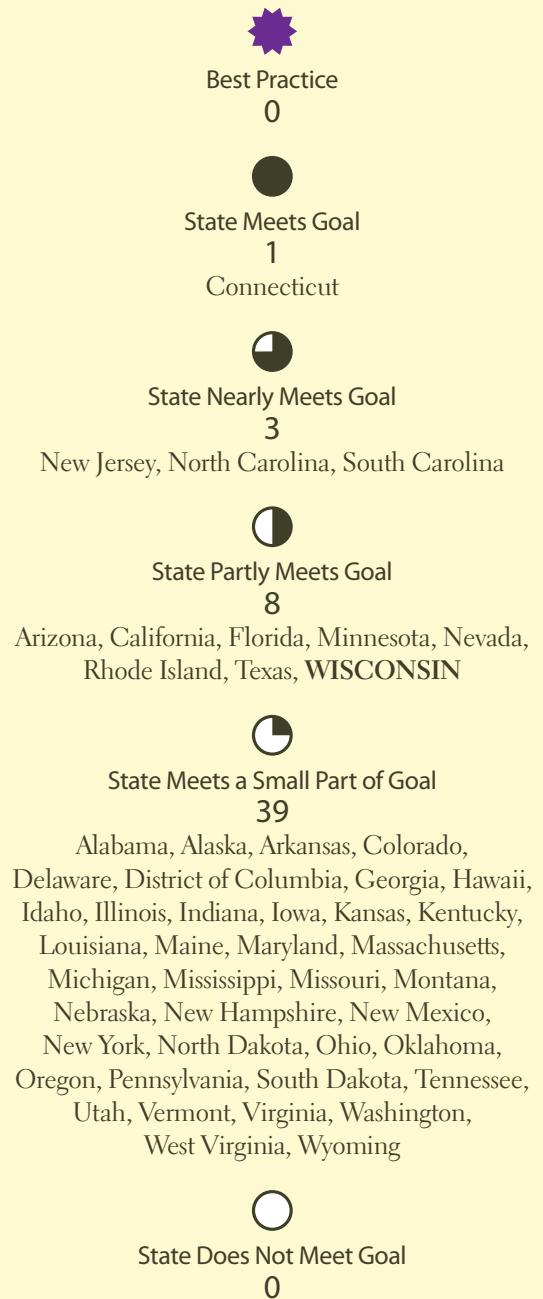 Best Practice
0
State Meets Goal
1
Connecticut
State Nearly Meets Goal
3
New Jersey, North Carolina, South Carolina
State Partly Meets Goal
8
Arizona, California, Florida, Minnesota, Nevada,
Rhode Island, Texas, WISCONSIN
State Meets a Small Part of Goal
39
Alabama, Alaska, Arkansas, Colorado,
Delaware, District of Columbia, Georgia, Hawaii,
Idaho, Illinois, Indiana, Iowa, Kansas, Kentucky,
Louisiana, Maine, Maryland, Massachusetts,
Michigan, Mississippi, Missouri, Montana,
Nebraska, New Hampshire, New Mexico,
New York, North Dakota, Ohio, Oklahoma,
Oregon, Pennsylvania, South Dakota, Tennessee,
Utah, Vermont, Virginia, Washington,
West Virginia, Wyoming
State Does Not Meet Goal
0